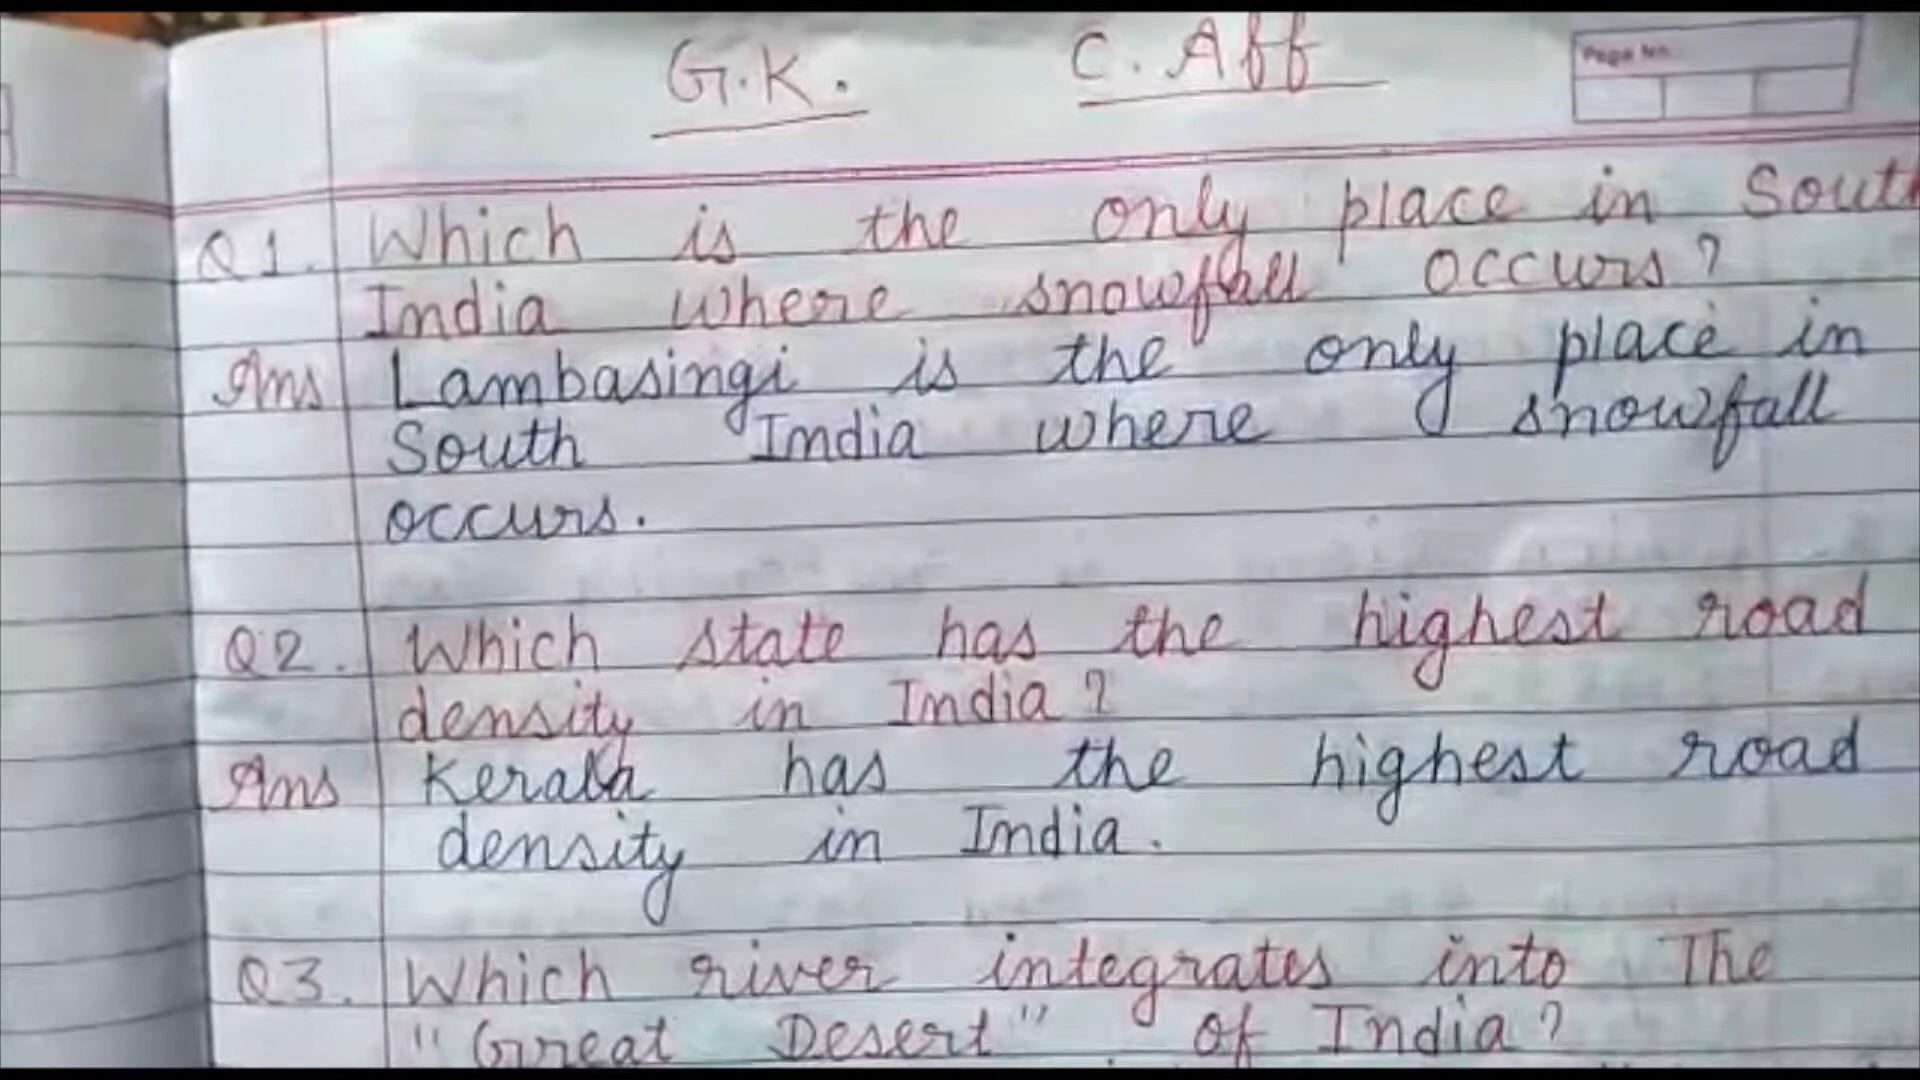 G.K. C. Aff
Page No.
Q1. Which is the only place in South
India where snowfall occurs?
Ans Lambasingi is the only place in
South India where snowfall
occurs.
Q2. Which state has the highest road
density in India?
Ans Kerala has the highest road
density in India.
Q3. Which river integrates into The
"Great Desert" of India?